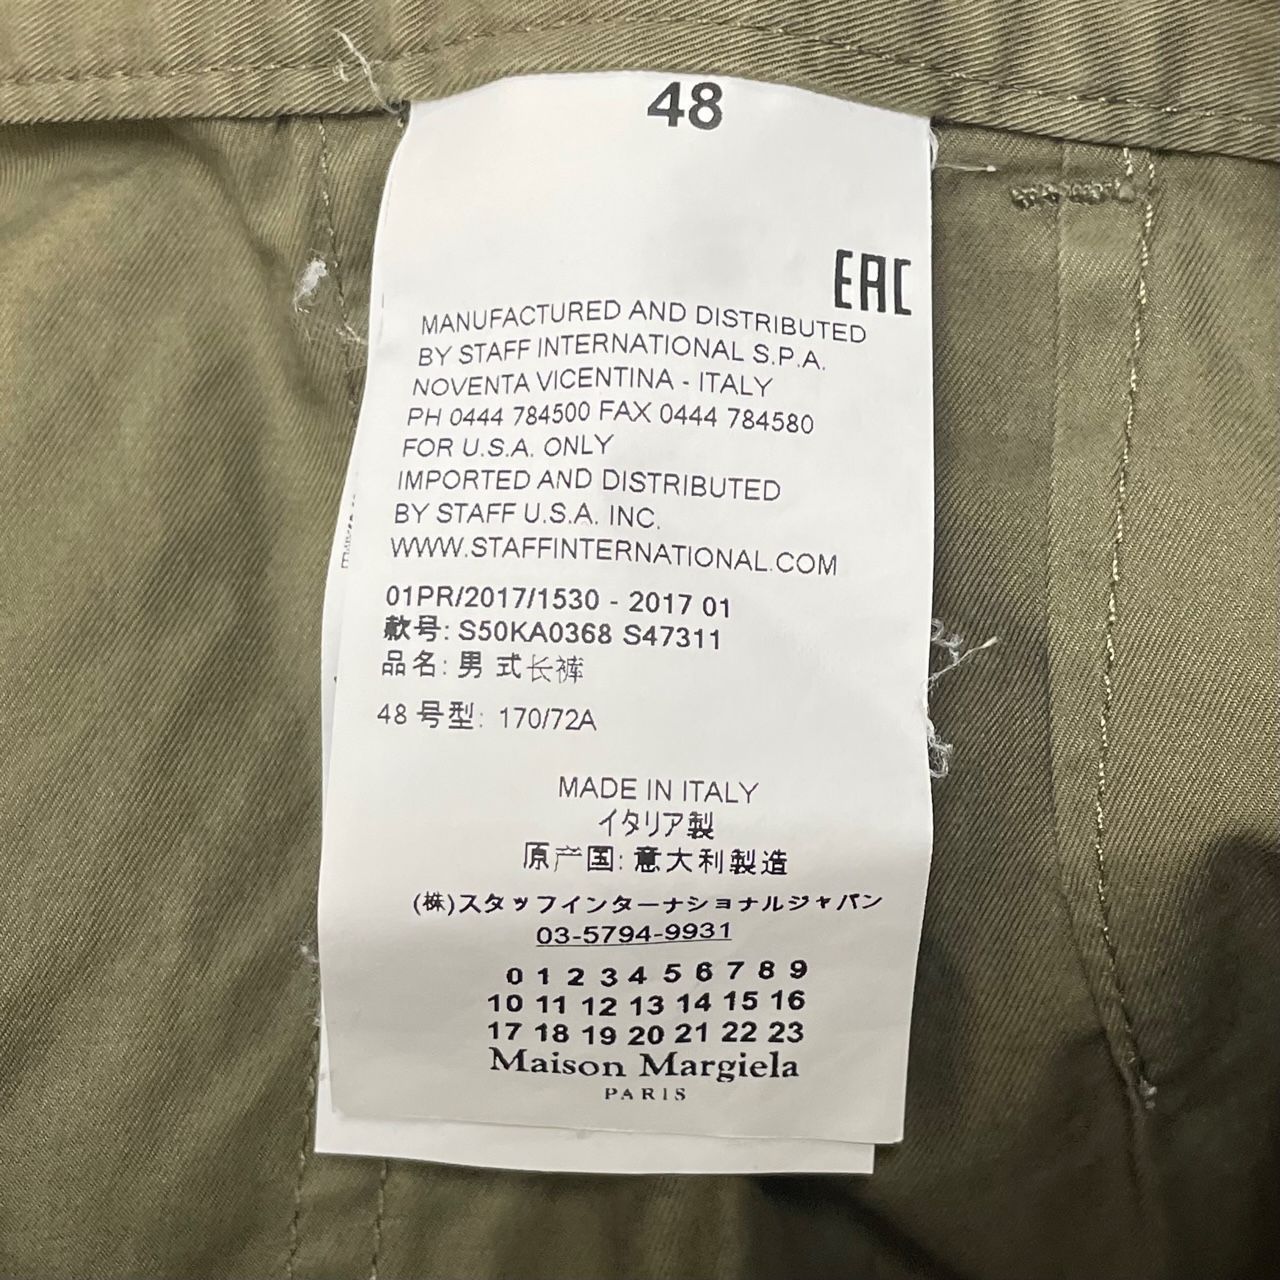 48
EAC
MANUFACTURED AND DISTRIBUTED
BY STAFF INTERNATIONAL S.P.A.
NOVENTA VICENTINA - ITALY
PH 0444 784500 FAX 0444 784580
FOR U.S.A. ONLY
IMPORTED AND DISTRIBUTED
BY STAFF U.S.A. INC.
WWW.STAFFINTERNATIONAL.COM
01PR/2017/1530 - 2017 01
款号: S50KA0368 S47311
品名: 男 式长裤
48 号型: 170/72A
MADE IN ITALY
イタリア製
原产国: 意大利製造
(株)スタッフインターナショナルジャパン
03-5794-9931
0 1 2 3 4 5 6 7 8 9
10 11 12 13 14 15 16
17 18 19 20 21 22 23
Maison Margiela
PARIS